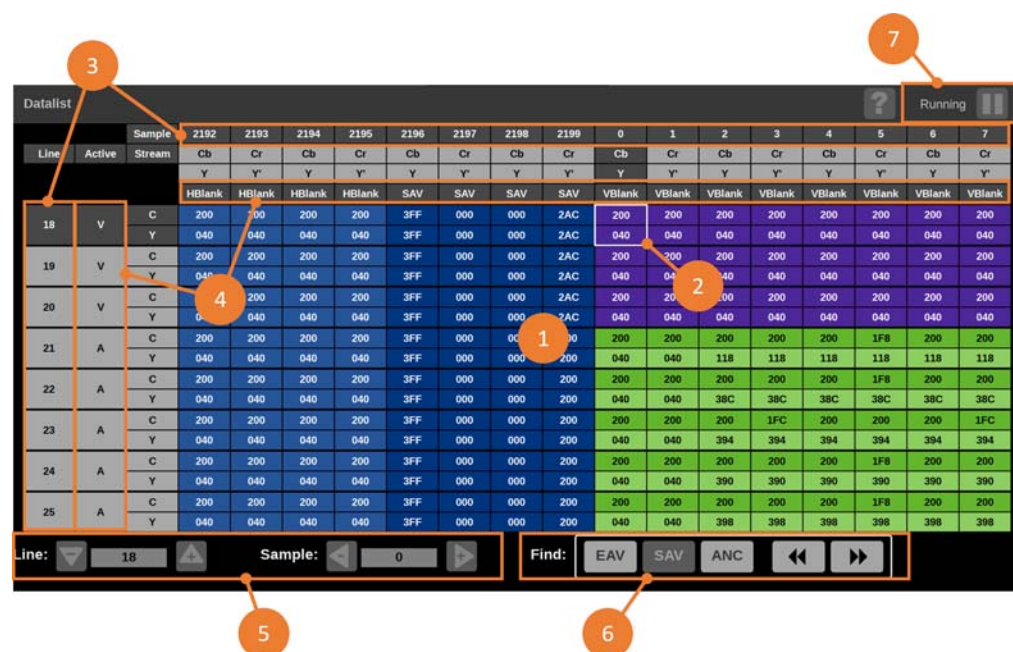 7
3
Datalist ? Running
Sample 2192 2193 2194 2195 2196 2197 2198 2199 0 1 2 3 4 5 6 7
Line Active Stream Cb Cr Cb Cr Cb Cr Cb Cr Cb Cr Cb Cr Cb Cr Cb Cr
Y Y' Y Y' Y Y' Y Y' Y Y' Y Y' Y Y' Y Y'
HBlank HBlank HBlank HBlank SAV SAV SAV SAV VBlank VBlank VBlank VBlank VBlank VBlank VBlank VBlank
18 V C 200 200 200 200 3FF 000 000 2AC 200 200 200 200 200 200 200 200
Y 040 040 040 040 3FF 000 000 2AC 040 040 040 040 040 040 040 040
19 V C 200 200 200 200 3FF 000 000 2AC 200 200 200 200 200 200 200 200
Y 040 040 040 040 3FF 000 000 2AC 040 040 040 040 040 040 040
4 2
20 V C 200 200 200 3FF 000 000 2AC 200 200 200 200 200 200 200
Y 040 040 040 3FF 000 000 2AC 040 040 040 040 040 040 040 040
1
21 A C 200 200 200 200 3FF 000 200 200 200 200 200 1F8 200 200
Y 040 040 040 040 3FF 000 000 200 040 040 118 118 118 118 118 118
22 A C 200 200 200 200 3FF 000 000 200 200 200 200 200 200 1F8 200 200
Y 040 040 040 040 3FF 000 000 200 040 040 38C 38C 38C 38C 38C 38C
23 A C 200 200 200 200 3FF 000 000 200 200 200 200 1FC 200 200 200 1FC
Y 040 040 040 040 3FF 000 000 200 040 040 394 394 394 394 394 394
24 A C 200 200 200 200 3FF 000 000 200 200 200 200 200 200 1F8 200 200
Y 040 040 040 040 3FF 000 000 200 040 040 390 390 390 390 390 390
25 A C 200 200 200 200 3FF 000 000 200 200 200 200 200 200 1F8 200 200
Y 040 040 040 040 3FF 000 000 200 040 040 398 398 398 398 398 398
Line: 18 Sample: 0 Find: EAV SAV ANC
5 6